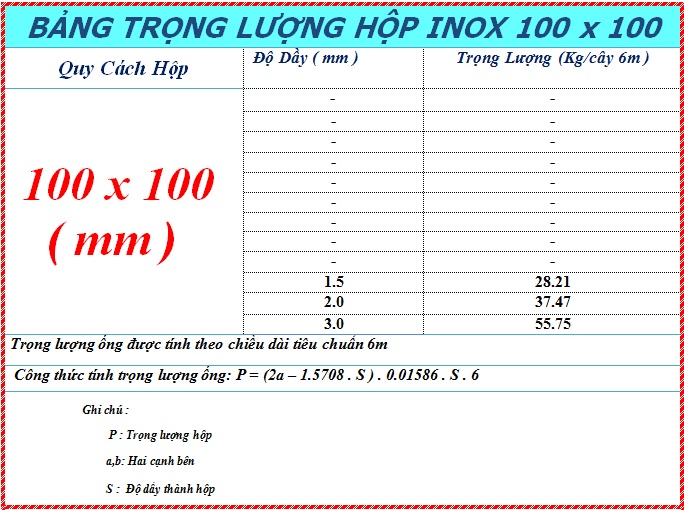 BẢNG TRỌNG LƯỢNG HỘP INOX 100 x 100
Quy Cách Hộp
Độ Dầy ( mm )
Trọng Lượng (Kg/cây 6m )
100 x 100
( mm )
- -
- -
- -
- -
- -
- -
- -
- -
- -
1.5 28.21
2.0 37.47
3.0 55.75
Trọng lượng ống được tính theo chiều dài tiêu chuẩn 6m
Công thức tính trọng lượng ống: P = (2a – 1.5708 . S ) . 0.01586 . S . 6
Ghi chú :
P : Trọng lượng hộp
a,b: Hai cạnh bên
S : Độ dầy thành hộp